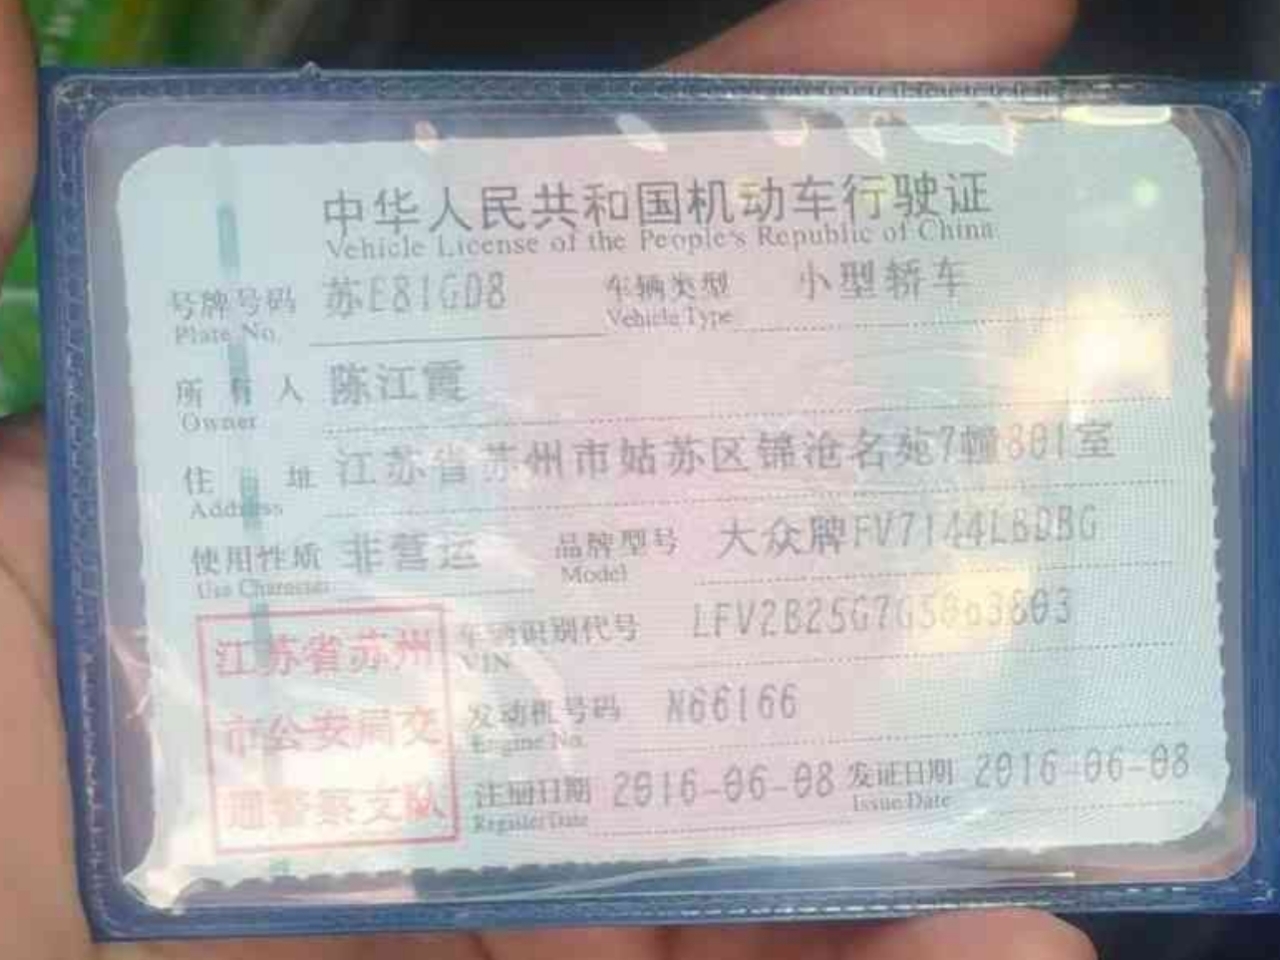 中华人民共和国机动车行驶证
Vehicle License of the People's Republic of China
号牌号码 苏E81GD8 车辆类型 小型轿车
Plate No. Vehicle Type
所有人 陈江霞
Owner
住址 江苏省苏州市姑苏区锦沧名苑7幢801室
Address
使用性质 非营运 品牌型号 大众牌FV7144LBDBG
Use Character Model
车辆识别代号 LFV2B25G7G5063803
VIN
江苏省苏州
市公安局交
通警察支队
发动机号码 N66166
Engine No.
注册日期 2016-06-08 发证日期 2016-06-08
Register Date Issue Date